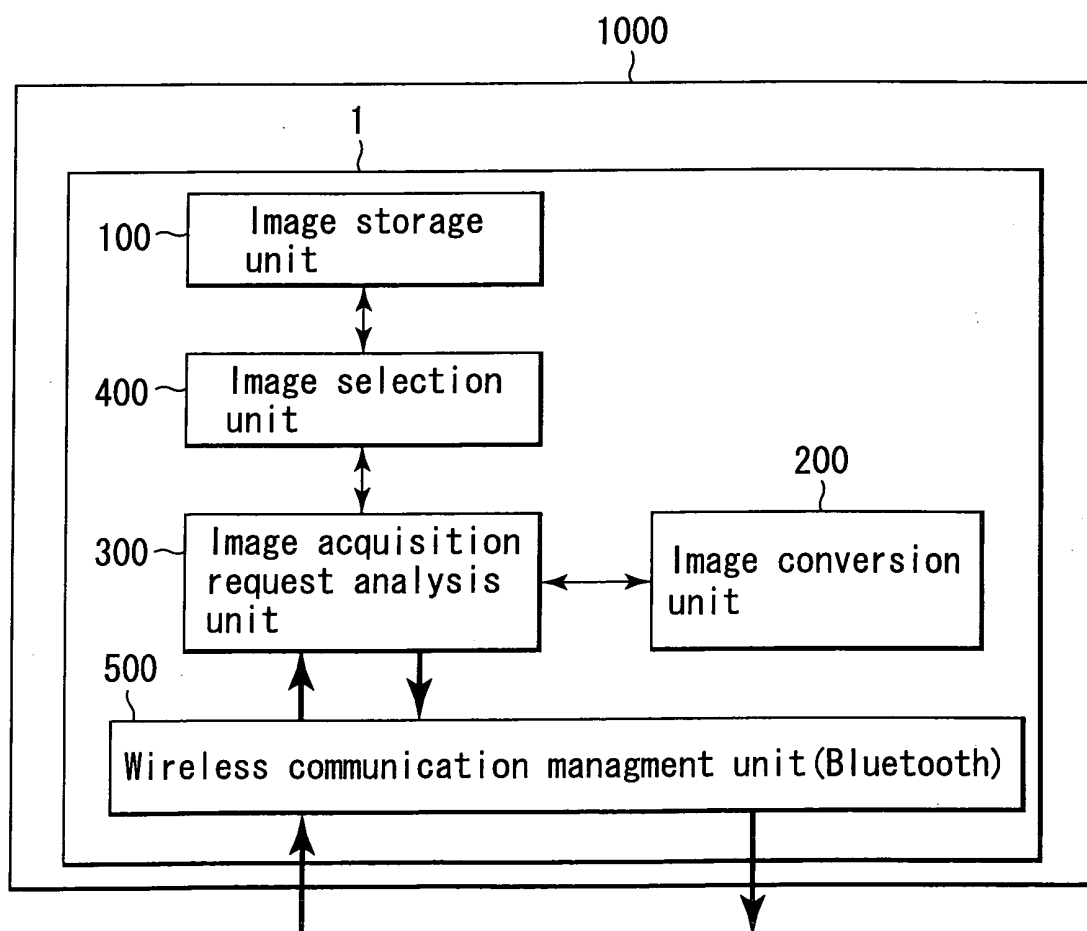 1000
1
Image storage
unit
100
Image selection
unit
400
200
Image acquisition
request analysis
unit
300
Image conversion
unit
500
Wireless communication managment unit(Bluetooth)